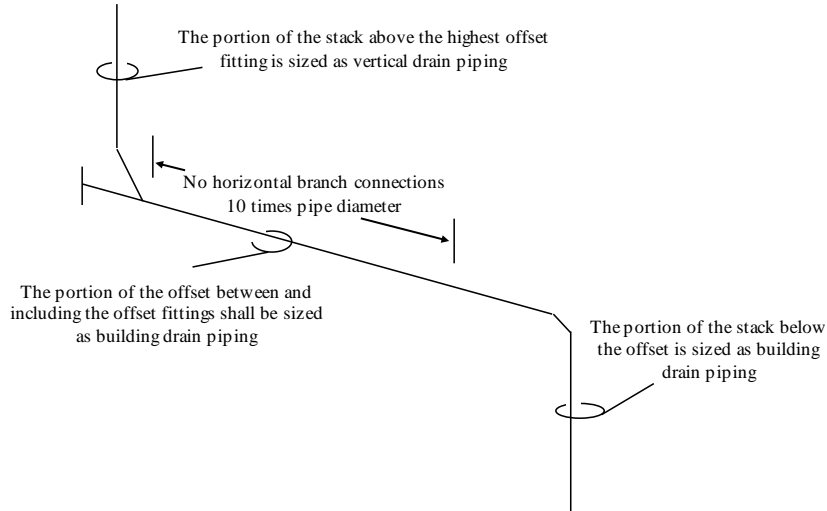 The portion of the stack above the highest offset
fitting is sized as vertical drain piping
No horizontal branch connections
10 times pipe diameter
The portion of the offset between and
including the offset fittings shall be sized
as building drain piping
The portion of the stack below
the offset is sized as building
drain piping